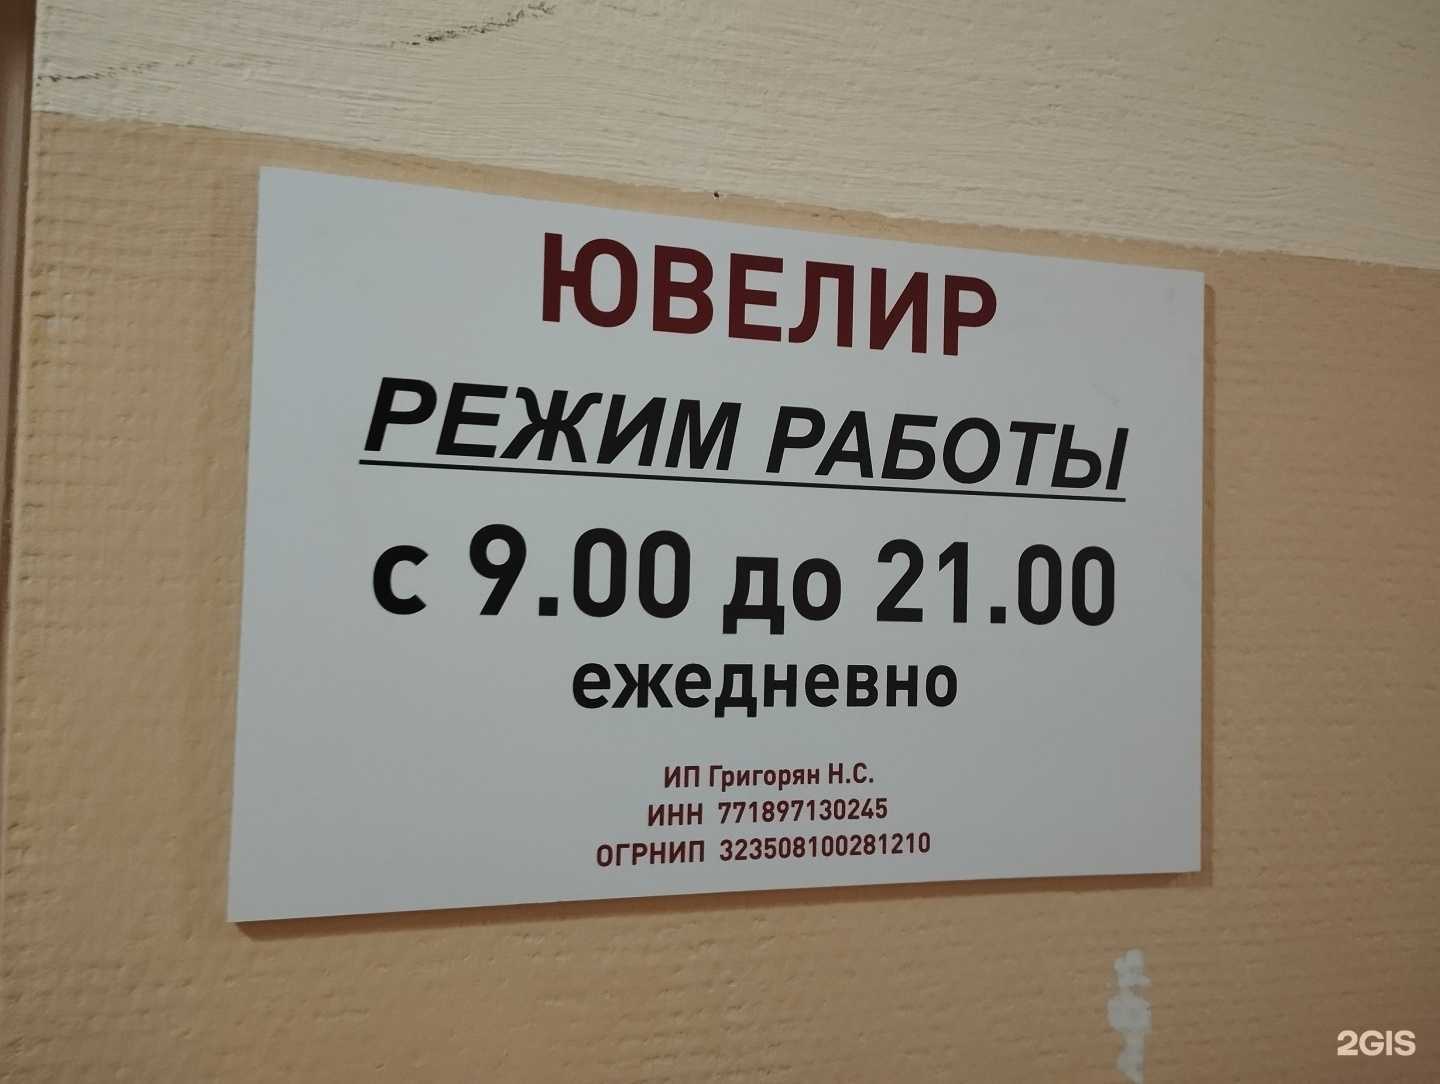 ЮВЕЛИР
РЕЖИМ РАБОТЫ
с 9.00 до 21.00
ежедневно
ИП Григорян Н.С.
ИНН 771897130245
ОГРНИП 323508100281210
2GIS